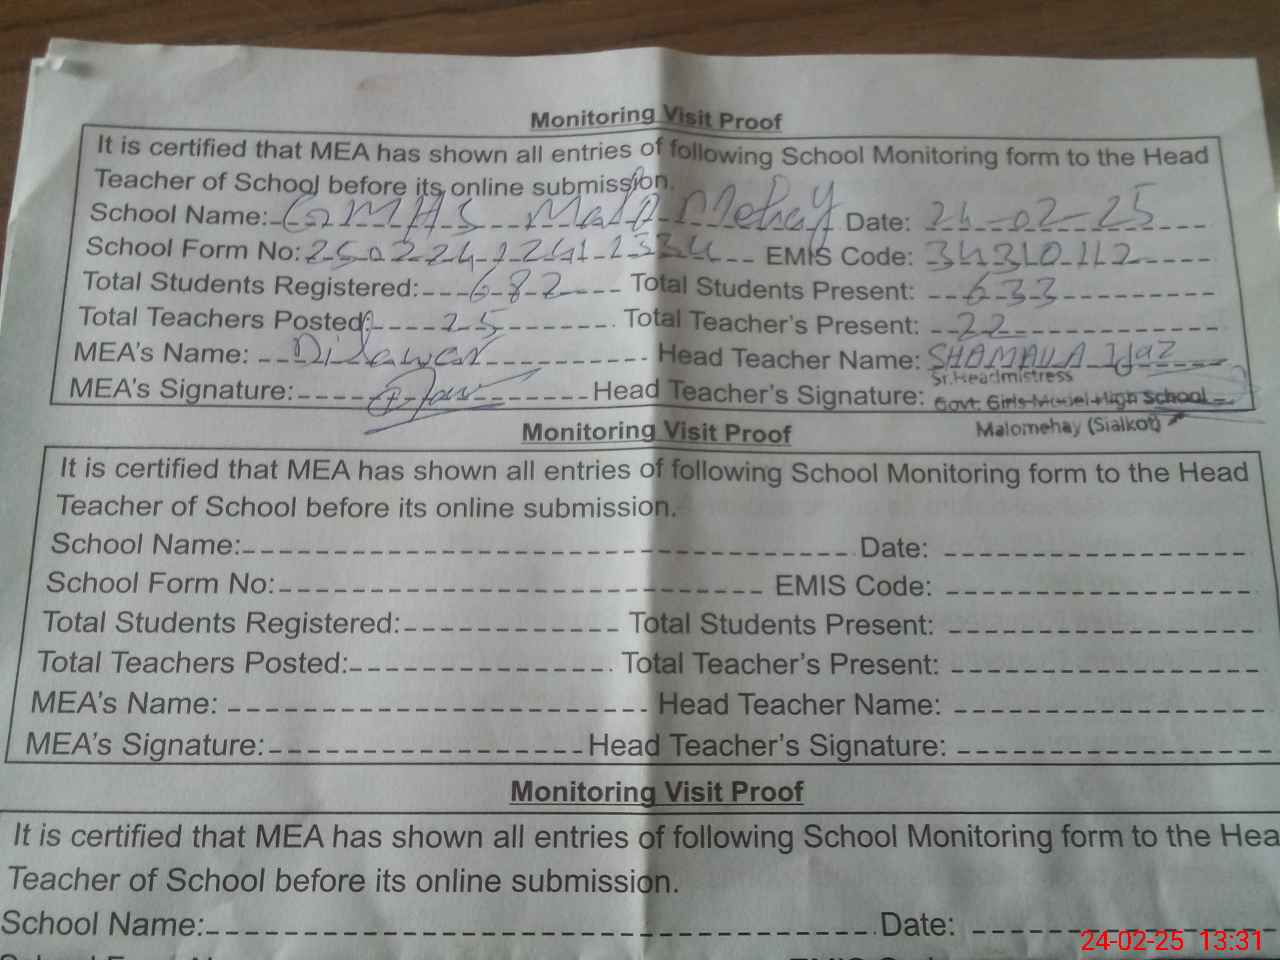 Monitoring Visit Proof
It is certified that MEA has shown all entries of following School Monitoring form to the Head
Teacher of School before its online submission.
School Name: GGMHS Malo Mehay Date: 24-02-25
School Form No: EMIS Code: 34310112
Total Students Registered: 682 Total Students Present: 633
Total Teachers Posted: 25 Total Teacher's Present: 22
MEA's Name: Dilawar Head Teacher Name: SHAMAILA Ijaz
MEA's Signature: Head Teacher's Signature:
Sr. Headmistress
Govt. Girls Model High School
Malomehay (Sialkot)
Monitoring Visit Proof
It is certified that MEA has shown all entries of following School Monitoring form to the Head
Teacher of School before its online submission.
School Name: Date:
School Form No: EMIS Code:
Total Students Registered: Total Students Present:
Total Teachers Posted: Total Teacher's Present:
MEA's Name: Head Teacher Name:
MEA's Signature: Head Teacher's Signature:
Monitoring Visit Proof
It is certified that MEA has shown all entries of following School Monitoring form to the Hea
Teacher of School before its online submission.
School Name: Date:
24-02-25 13:31